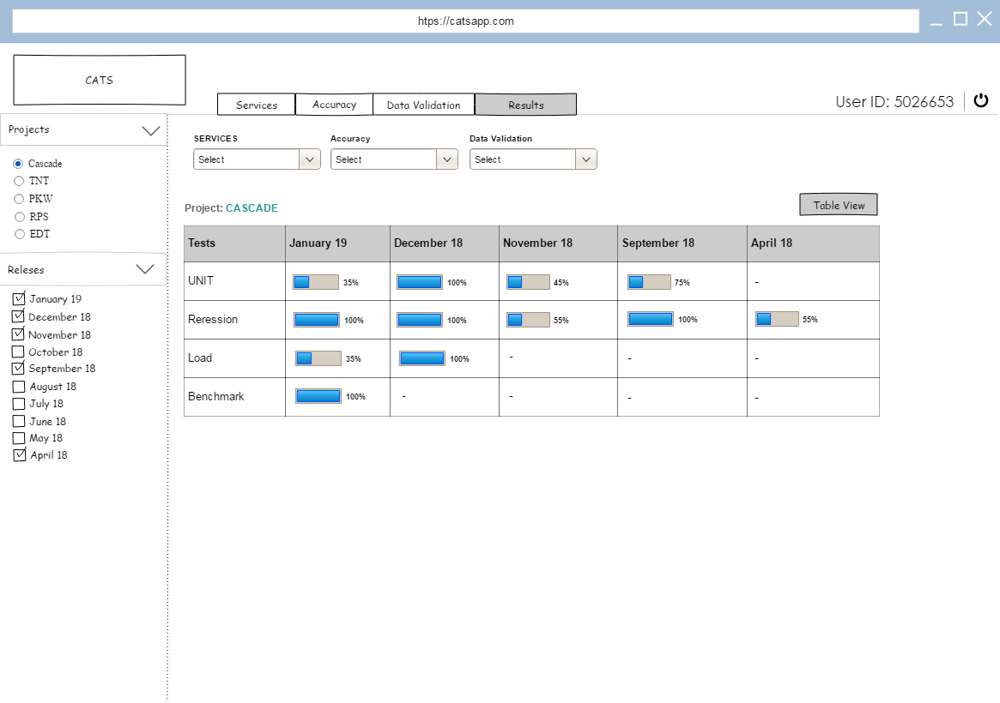 htps://catsapp.com
CATS
Services Accuracy Data Validation Results
User ID: 5026653
Projects
Cascade
TNT
PKW
RPS
EDT
Releses
January 19
December 18
November 18
October 18
September 18
August 18
July 18
June 18
May 18
April 18
SERVICES Accuracy Data Validation
Select Select Select
Project: CASCADE
Table View
Tests January 19 December 18 November 18 September 18 April 18
UNIT 35% 100% 45% 75% -
Reression 100% 100% 55% 100% 55%
Load 35% 100% - - -
Benchmark 100% - - - -